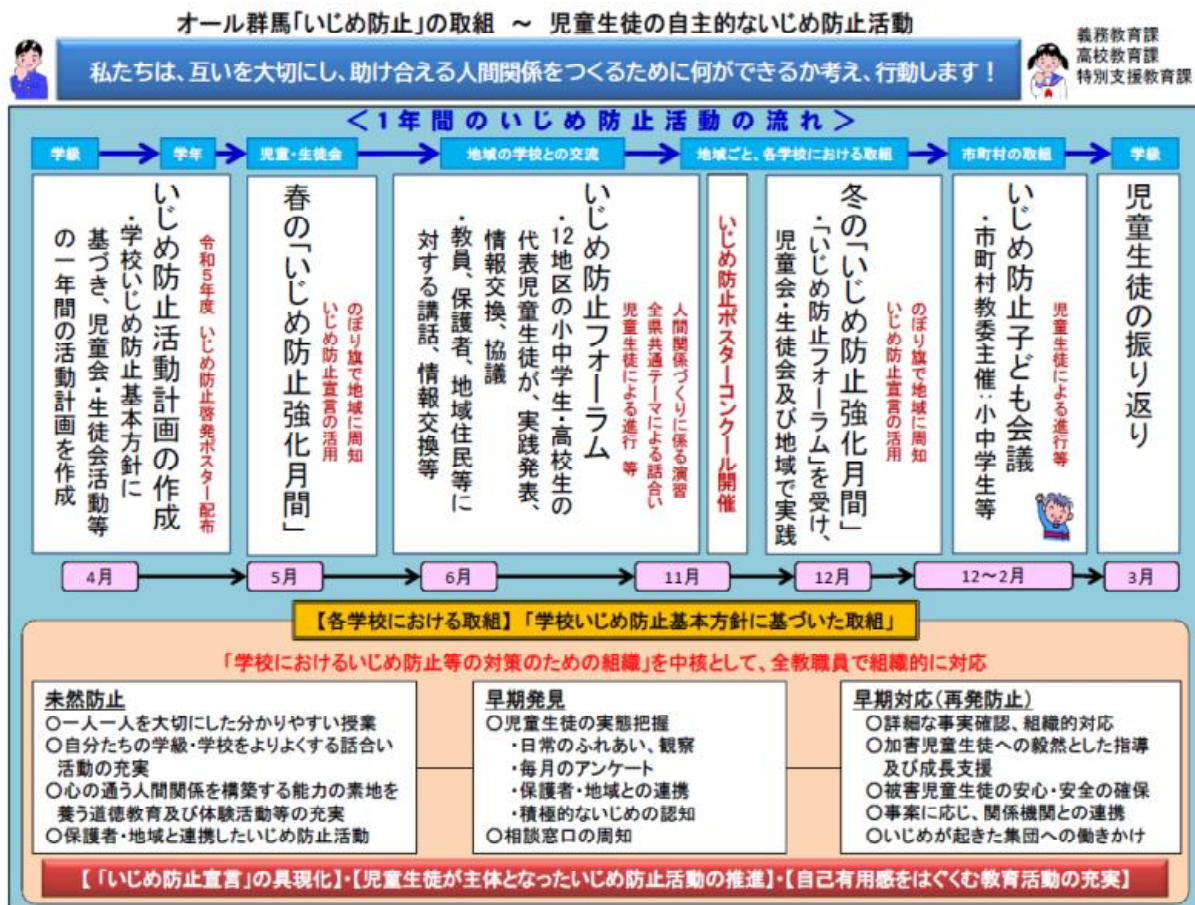 オール群馬「いじめ防止」の取組 ～ 児童生徒の自主的ないじめ防止活動
義務教育課
高校教育課
特別支援教育課
私たちは、互いを大切にし、助け合える人間関係をつくるために何ができるか考え、行動します！
＜1年間のいじめ防止活動の流れ＞
学級
学年
児童・生徒会
地域の学校との交流
地域ごと、各学校における取組
市町村の取組
学級
令和5年度 いじめ防止啓発ポスター配布
いじめ防止活動計画の作成
・学校いじめ防止基本方針に
基づき、児童会・生徒会活動等
の一年間の活動計画を作成
のぼり旗で地域に周知
いじめ防止宣言の活用
春の「いじめ防止強化月間」
人間関係づくりに係る演習
全県共通テーマによる話合い
児童生徒による進行 等
いじめ防止フォーラム
・12地区の小中学生・高校生の
代表児童生徒が、実践発表、
情報交換、協議
・教員、保護者、地域住民等に
対する講話、情報交換等
いじめ防止ポスターコンクール開催
のぼり旗で地域に周知
いじめ防止宣言の活用
冬の「いじめ防止強化月間」
・「いじめ防止フォーラム」を受け、
児童会・生徒会及び地域で実践
児童生徒による進行等
いじめ防止子ども会議
・市町村教委主催：小中学生等
児童生徒の振り返り
4月
5月
6月
11月
12月
12～2月
3月
【各学校における取組】「学校いじめ防止基本方針に基づいた取組」
「学校におけるいじめ防止等の対策のための組織」を中核として、全教職員で組織的に対応
未然防止
○一人一人を大切にした分かりやすい授業
○自分たちの学級・学校をよりよくする話合い
活動の充実
○心の通う人間関係を構築する能力の素地を
養う道徳教育及び体験活動等の充実
○保護者・地域と連携したいじめ防止活動
早期発見
○児童生徒の実態把握
・日常のふれあい、観察
・毎月のアンケート
・保護者・地域との連携
・積極的ないじめの認知
○相談窓口の周知
早期対応（再発防止）
○詳細な事実確認、組織的対応
○加害児童生徒への毅然とした指導
及び成長支援
○被害児童生徒の安心・安全の確保
○事案に応じ、関係機関との連携
○いじめが起きた集団への働きかけ
【「いじめ防止宣言」の具現化】・【児童生徒が主体となったいじめ防止活動の推進】・【自己有用感をはぐくむ教育活動の充実】